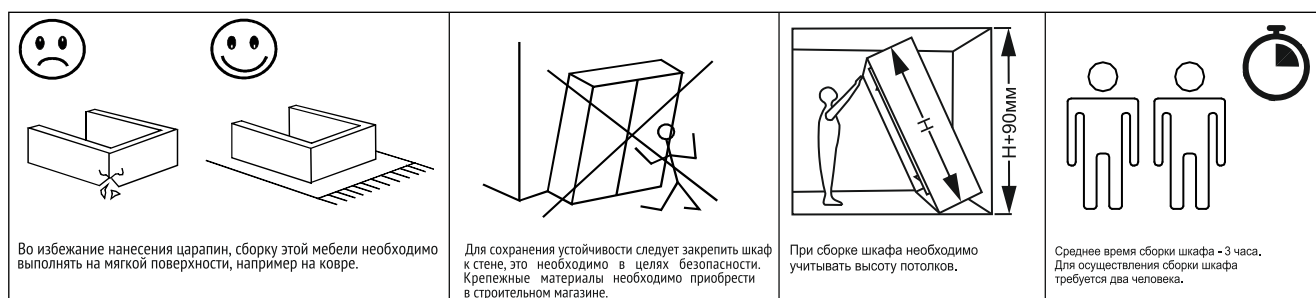 Во избежание нанесения царапин, сборку этой мебели необходимо
выполнять на мягкой поверхности, например на ковре.
Для сохранения устойчивости следует закрепить шкаф
к стене, это необходимо в целях безопасности.
Крепежные материалы необходимо приобрести
в строительном магазине.
H
H+90мм
При сборке шкафа необходимо
учитывать высоту потолков.
Среднее время сборки шкафа - 3 часа.
Для осуществления сборки шкафа
требуется два человека.